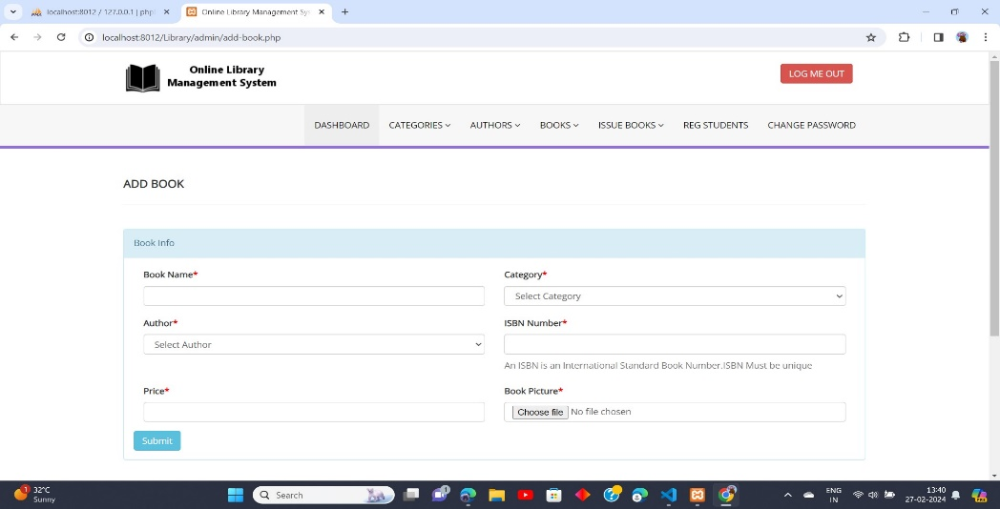 localhost:8012 / 127.0.0.1 | php
Online Library Management Sys
localhost:8012/Library/admin/add-book.php
Online Library
Management System
LOG ME OUT
DASHBOARD CATEGORIES AUTHORS BOOKS ISSUE BOOKS REG STUDENTS CHANGE PASSWORD
ADD BOOK
Book Info
Book Name* Category*
Select Category
Author* ISBN Number*
Select Author
An ISBN is an International Standard Book Number.ISBN Must be unique
Price* Book Picture*
Choose file No file chosen
Submit
1 32°C
Sunny
Search
ENG
IN
13:40
27-02-2024